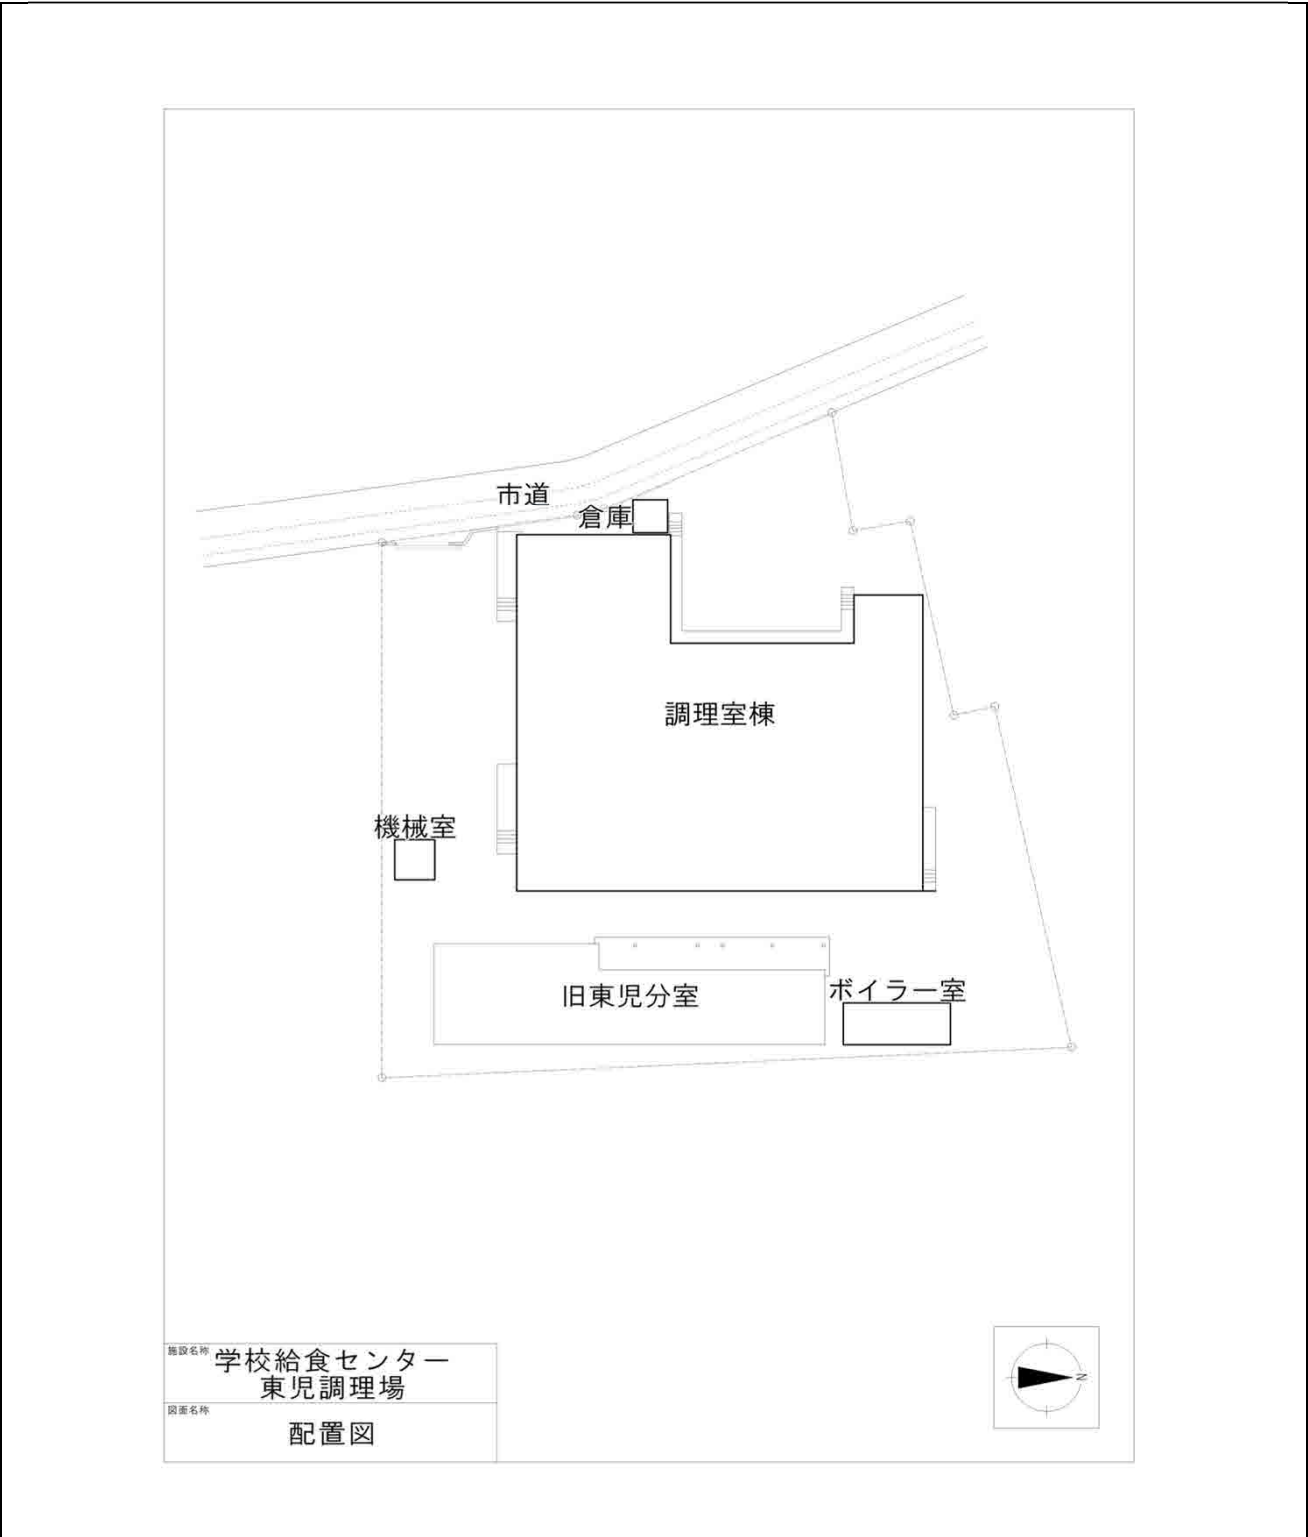 市道
倉庫
調理室棟
機械室
旧東児分室
ボイラー室
施設名称
学校給食センター
東児調理場
図面名称
配置図
N